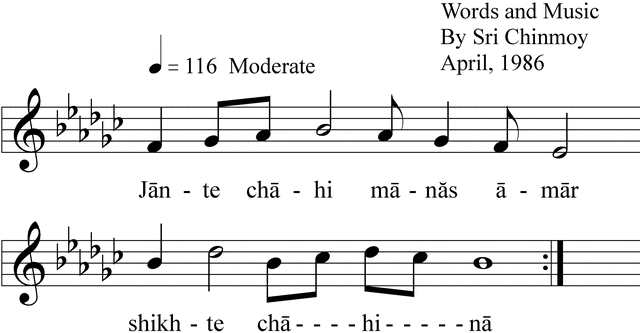 Words and Music
By Sri Chinmoy
= 116 Moderate
April, 1986
Jān - te chā - hi mā - nās ā - mār
shikh - te chā - - - - hi - - - - - nā